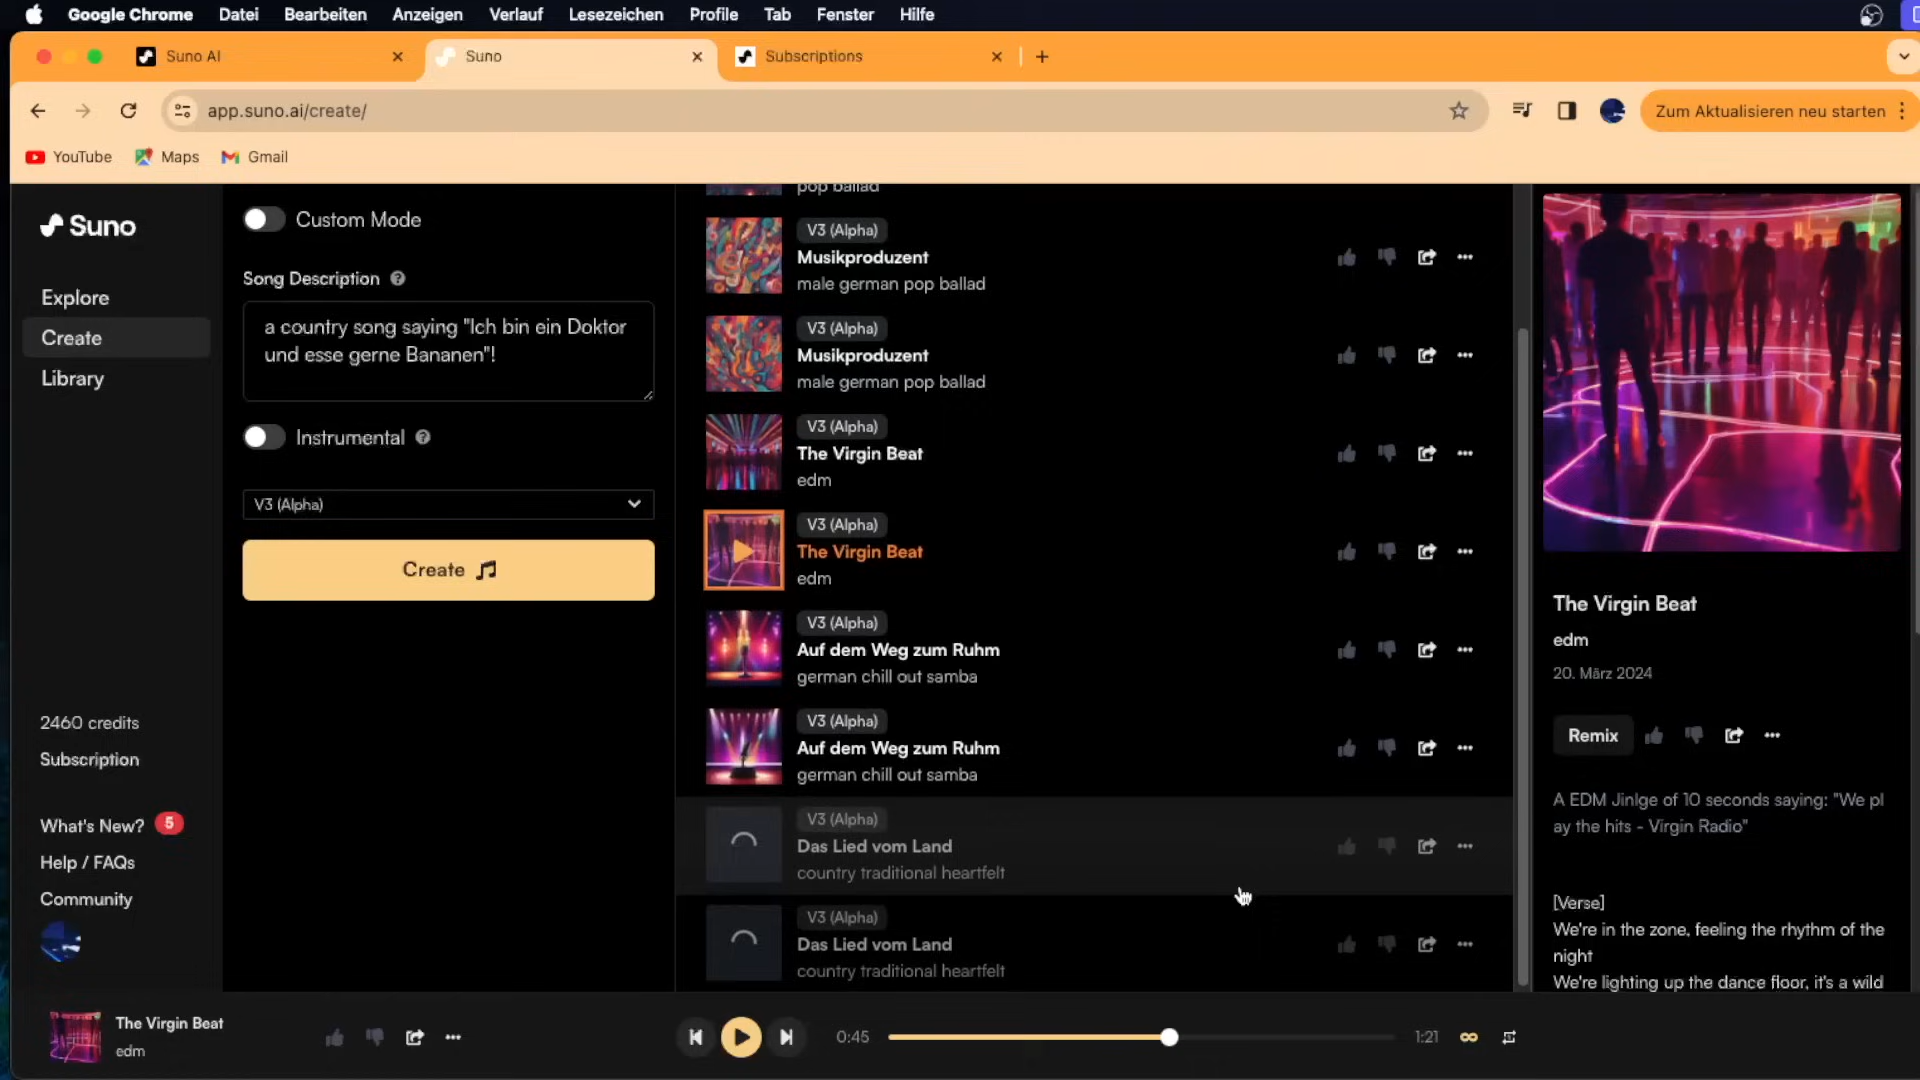 Google Chrome Datei Bearbeiten Anzeigen Verlauf Lesezeichen Profile Tab Fenster Hilfe
Suno AI
Suno
Subscriptions
app.suno.ai/create/
Zum Aktualisieren neu starten
YouTube
Maps
Gmail
Suno
Explore
Create
Library
2460 credits
Subscription
What's New? 5
Help / FAQs
Community
Custom Mode
Song Description
a country song saying "Ich bin ein Doktor
und esse gerne Bananen"!
Instrumental
V3 (Alpha)
Create
pop ballad
V3 (Alpha)
Musikproduzent
male german pop ballad
V3 (Alpha)
Musikproduzent
male german pop ballad
V3 (Alpha)
The Virgin Beat
edm
V3 (Alpha)
The Virgin Beat
edm
V3 (Alpha)
Auf dem Weg zum Ruhm
german chill out samba
V3 (Alpha)
Auf dem Weg zum Ruhm
german chill out samba
V3 (Alpha)
Das Lied vom Land
country traditional heartfelt
V3 (Alpha)
Das Lied vom Land
country traditional heartfelt
The Virgin Beat
edm
20. März 2024
Remix
A EDM Jinlge of 10 seconds saying: "We pl
ay the hits - Virgin Radio"
[Verse]
We're in the zone, feeling the rhythm of the
night
We're lighting up the dance floor, it's a wild
The Virgin Beat
edm
0:45
1:21